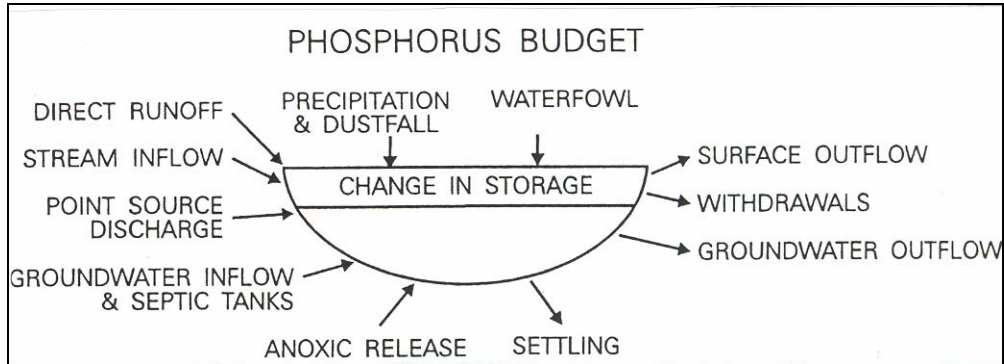 PHOSPHORUS BUDGET
DIRECT RUNOFF
PRECIPITATION
& DUSTFALL
WATERFOWL
STREAM INFLOW
CHANGE IN STORAGE
SURFACE OUTFLOW
POINT SOURCE
DISCHARGE
WITHDRAWALS
GROUNDWATER INFLOW
& SEPTIC TANKS
GROUNDWATER OUTFLOW
ANOXIC RELEASE
SETTLING